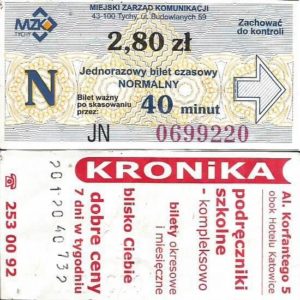 MZK
TYCHY
MIEJSKI ZARZĄD KOMUNIKACJI
43-100 Tychy, ul. Budowlanych 59
2,80 zł
Zachować
do kontroli
N
Jednorazowy bilet czasowy
NORMALNY
Bilet ważny
po skasowaniu
przez:
40 minut
JN 0699220
KRONiKA
Al. Korfantego 5
obok Hotelu Katowice
podręczniki
szkolne
- kompleksowo
bilety okresowe
i miesięczne
blisko Ciebie
dobre ceny
7 dni w tygodniu
☎ 253 00 92
20120 40 732